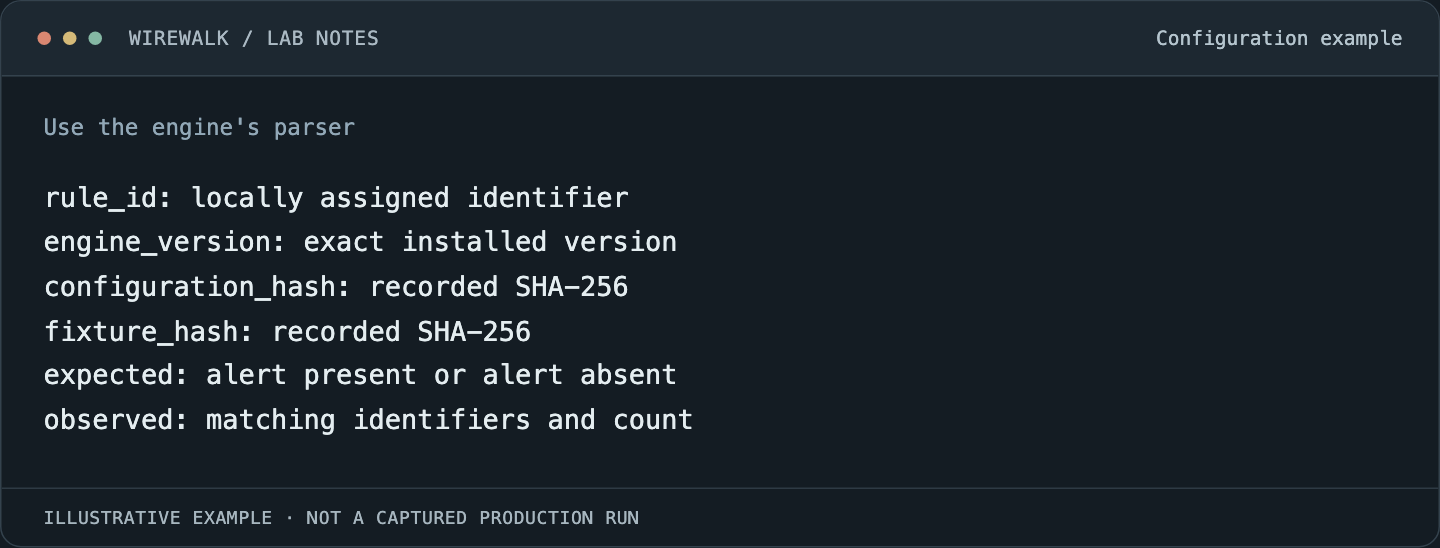 WIREWALK / LAB NOTES
Configuration example
Use the engine's parser
rule_id: locally assigned identifier
engine_version: exact installed version
configuration_hash: recorded SHA-256
fixture_hash: recorded SHA-256
expected: alert present or alert absent
observed: matching identifiers and count
ILLUSTRATIVE EXAMPLE · NOT A CAPTURED PRODUCTION RUN